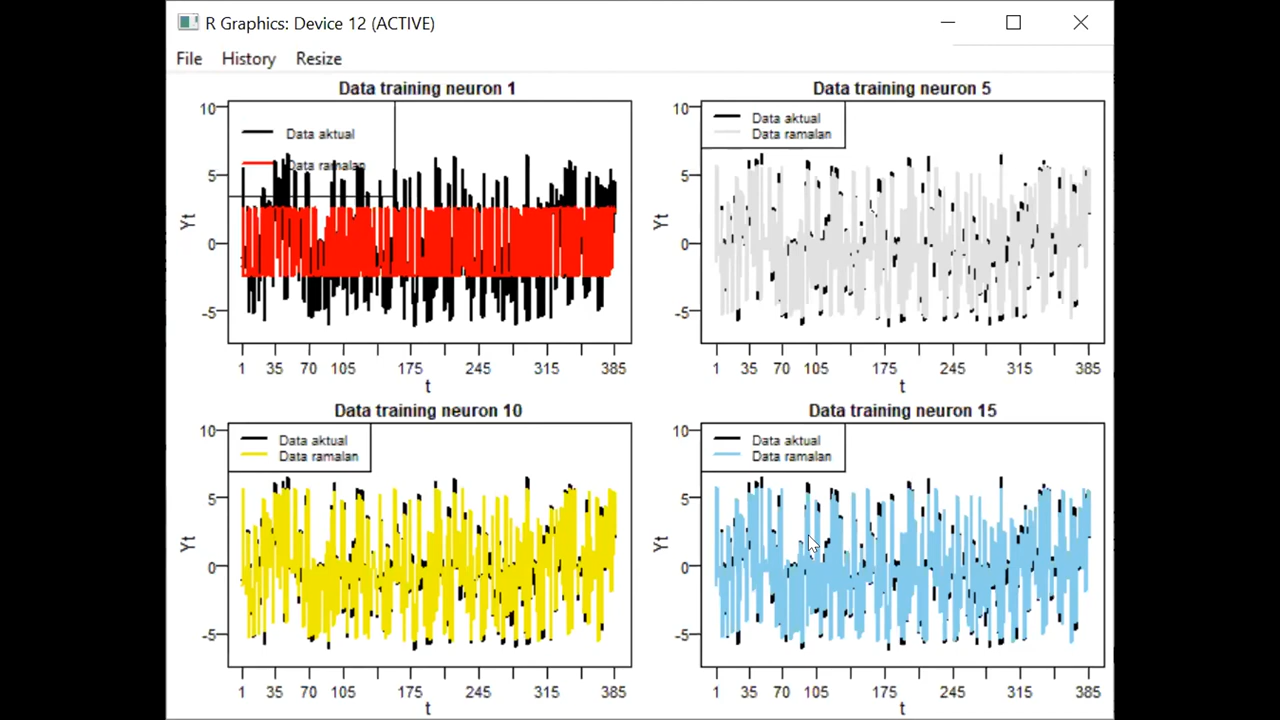 R Graphics: Device 12 (ACTIVE)
File History Resize
Data training neuron 1
10
5
0
-5
Yt
Data aktual
Data ramalan
1 35 70 105 175 245 315 385
t
Data training neuron 5
10
5
0
-5
Yt
Data aktual
Data ramalan
1 35 70 105 175 245 315 385
t
Data training neuron 10
10
5
0
-5
Yt
Data aktual
Data ramalan
1 35 70 105 175 245 315 385
t
Data training neuron 15
10
5
0
-5
Yt
Data aktual
Data ramalan
1 35 70 105 175 245 315 385
t